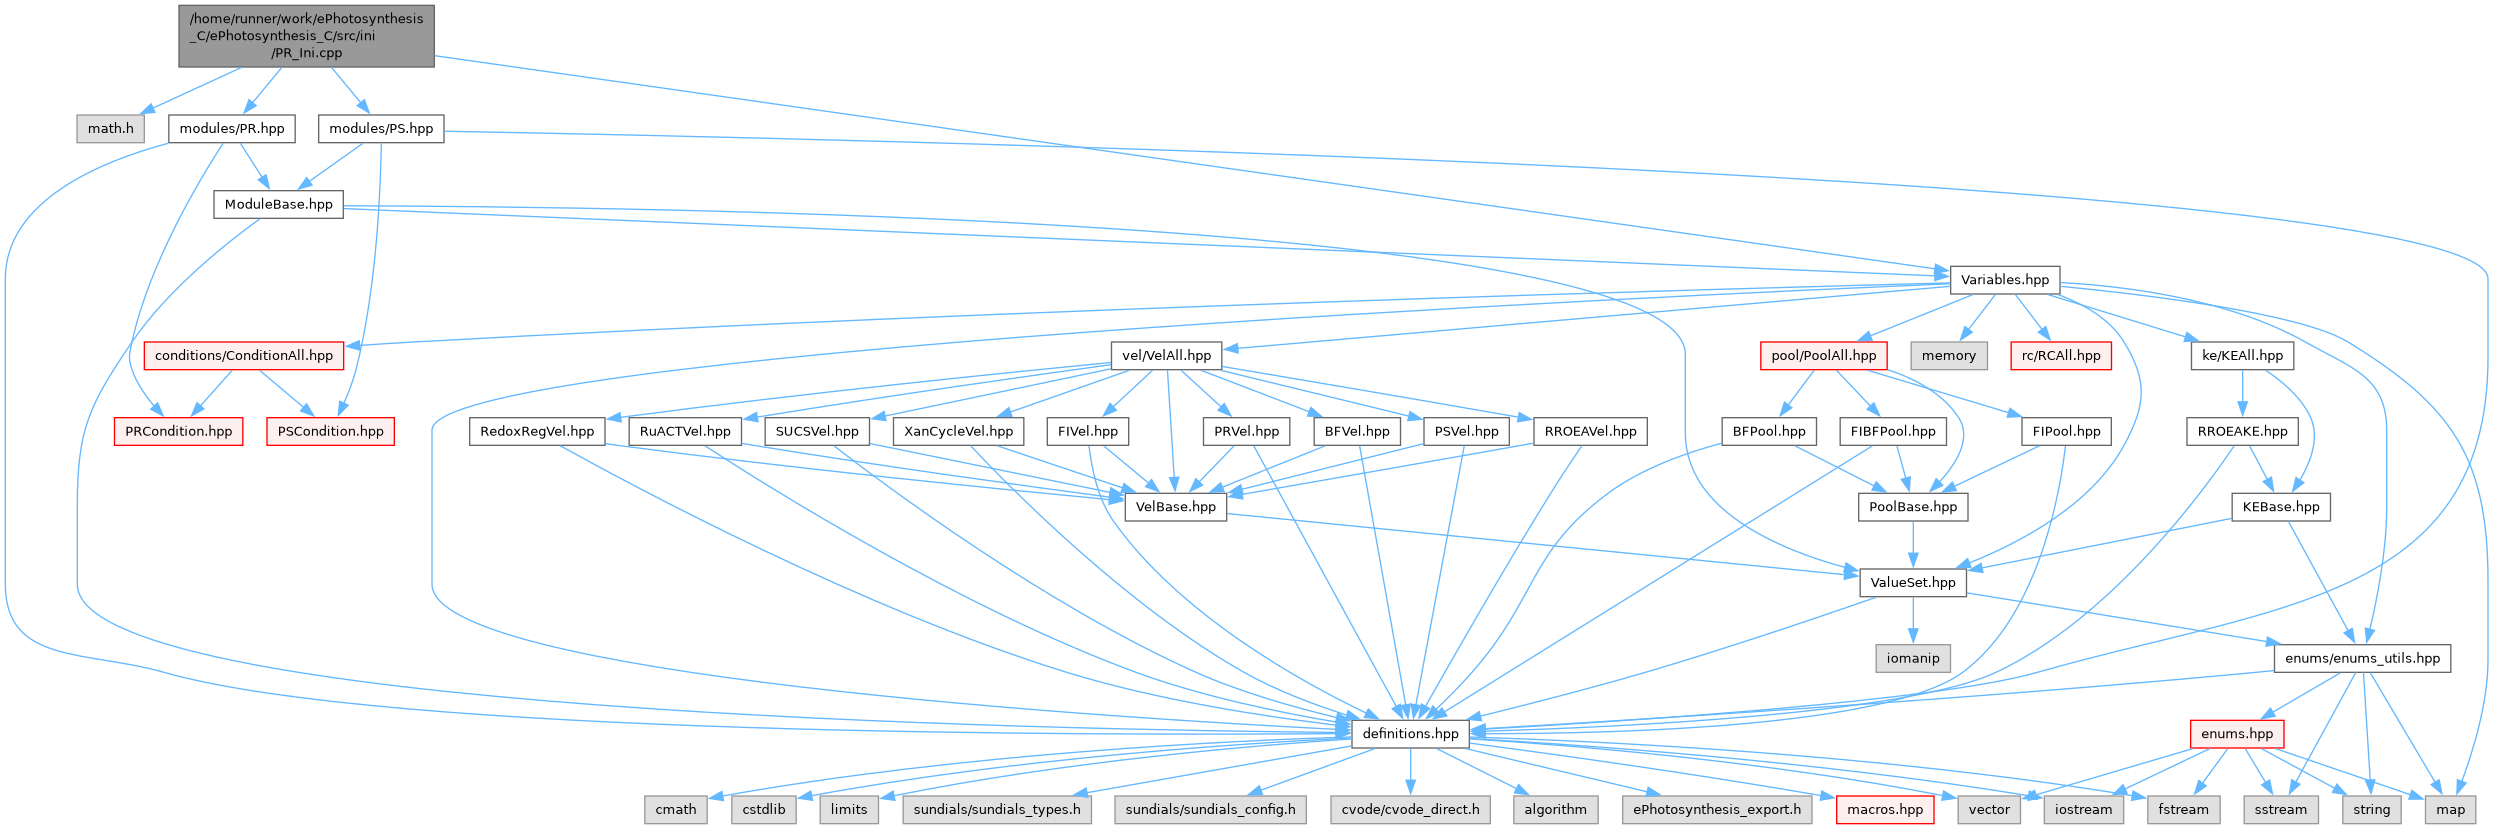 /home/runner/work/ePhotosynthesis
_C/ePhotosynthesis_C/src/ini
/PR_Ini.cpp
math.h
modules/PR.hpp
modules/PS.hpp
ModuleBase.hpp
Variables.hpp
conditions/ConditionAll.hpp
vel/VelAll.hpp
pool/PoolAll.hpp
memory
rc/RCAll.hpp
ke/KEAll.hpp
PRCondition.hpp
PSCondition.hpp
RedoxRegVel.hpp
RuACTVel.hpp
SUCSVel.hpp
XanCycleVel.hpp
FIVel.hpp
PRVel.hpp
BFVel.hpp
PSVel.hpp
RROEAVel.hpp
BFPool.hpp
FIBFPool.hpp
FIPool.hpp
RROEAKE.hpp
VelBase.hpp
PoolBase.hpp
KEBase.hpp
ValueSet.hpp
iomanip
enums/enums_utils.hpp
definitions.hpp
enums.hpp
cmath
cstdlib
limits
sundials/sundials_types.h
sundials/sundials_config.h
cvode/cvode_direct.h
algorithm
ePhotosynthesis_export.h
macros.hpp
vector
iostream
fstream
sstream
string
map